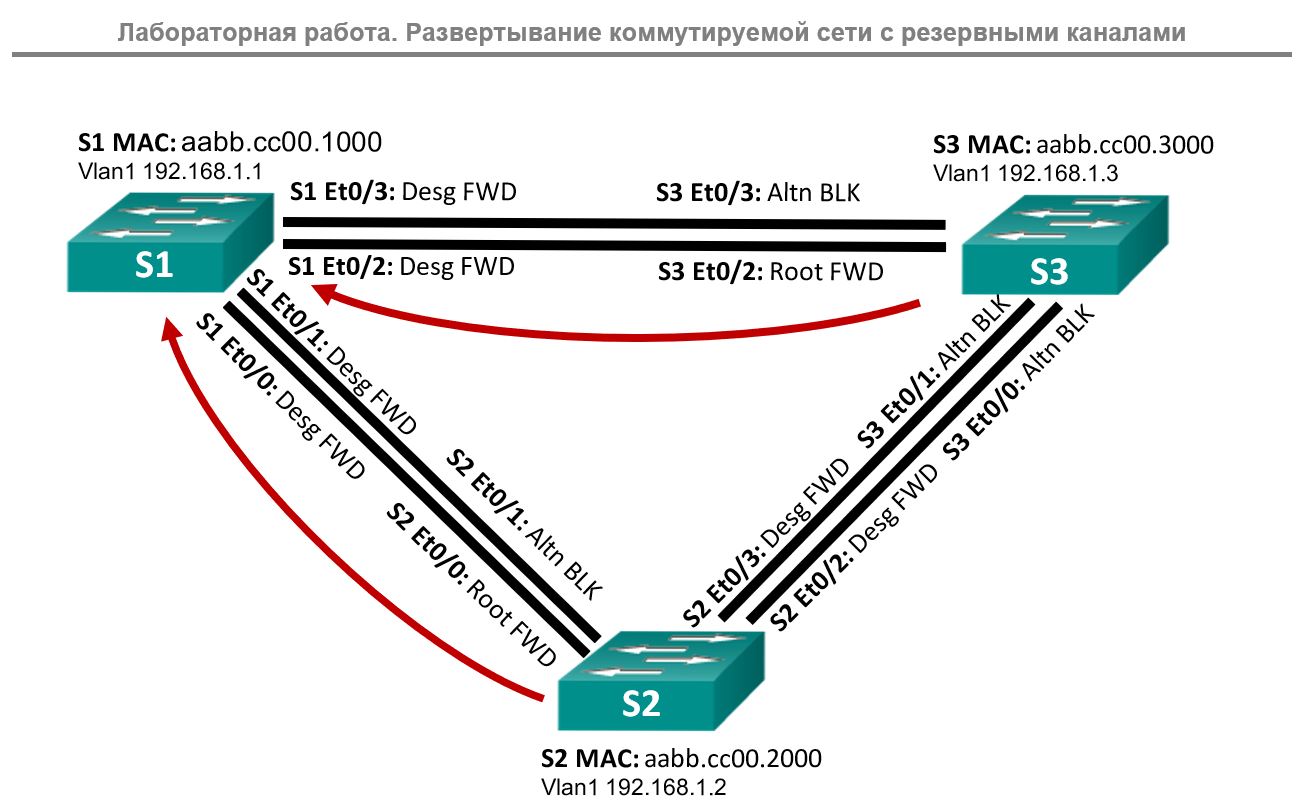 Лабораторная работа. Развертывание коммутируемой сети с резервными каналами
S1 MAC: aabb.cc00.1000
Vlan1 192.168.1.1
S3 MAC: aabb.cc00.3000
Vlan1 192.168.1.3
S1 Et0/3: Desg FWD
S3 Et0/3: Altn BLK
S1
S3
S1 Et0/2: Desg FWD
S3 Et0/2: Root FWD
S1 Et0/1: Desg FWD
S1 Et0/0: Desg FWD
S3 Et0/1: Altn BLK
S3 Et0/0: Altn BLK
S2 Et0/1: Altn BLK
S2 Et0/0: Root FWD
S2 Et0/3: Desg FWD
S2 Et0/2: Desg FWD
S2
S2 MAC: aabb.cc00.2000
Vlan1 192.168.1.2